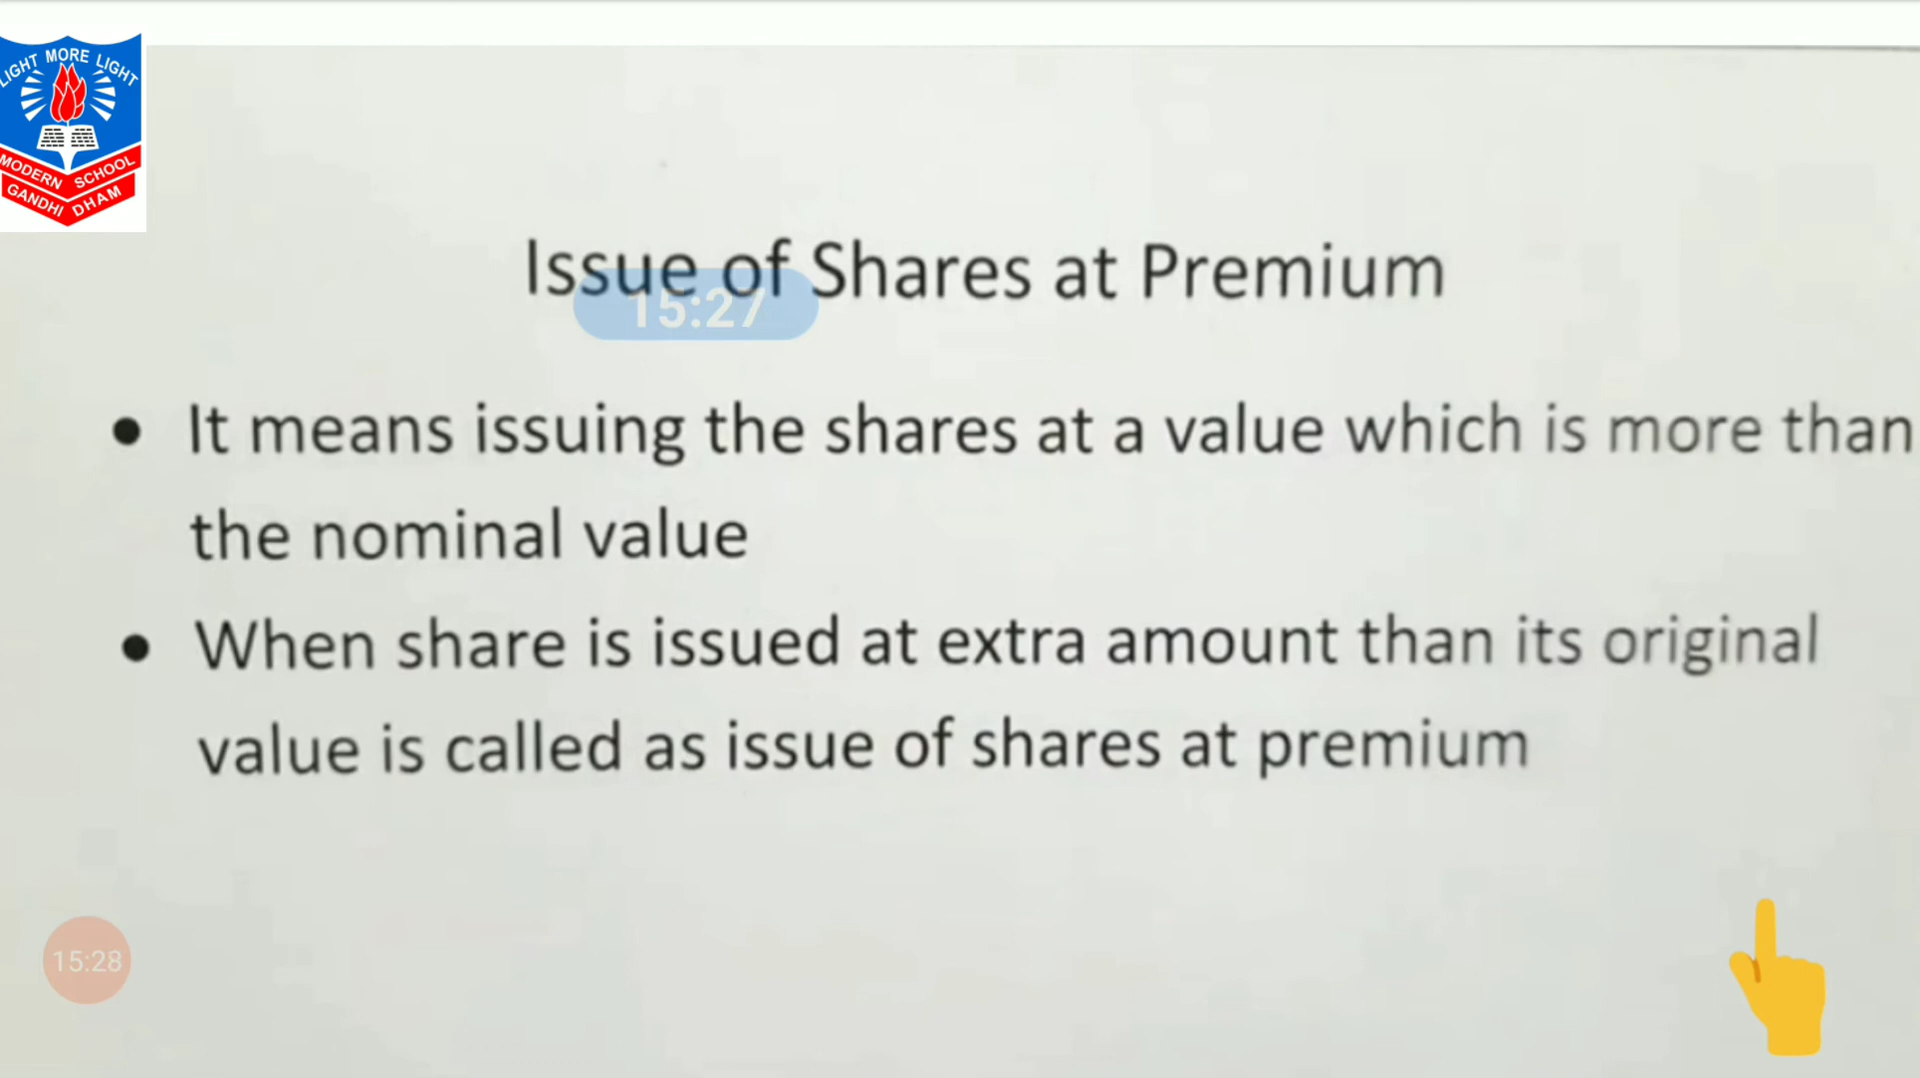 LIGHT MORE LIGHT
MODERN SCHOOL
GANDHI DHAM
Issue of Shares at Premium
15:27
• It means issuing the shares at a value which is more than
the nominal value
• When share is issued at extra amount than its original
value is called as issue of shares at premium
15:28